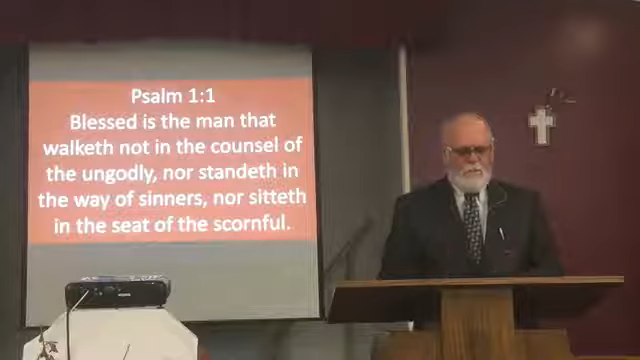 Psalm 1:1
Blessed is the man that
walketh not in the counsel of
the ungodly, nor standeth in
the way of sinners, nor sitteth
in the seat of the scornful.